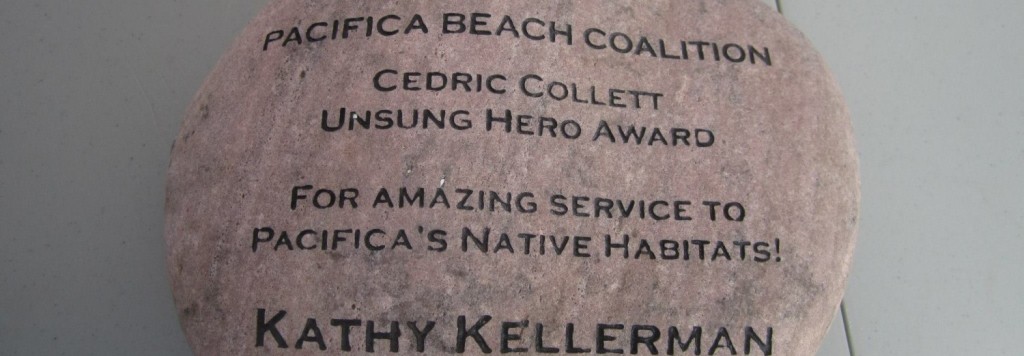 PACIFICA BEACH COALITION
CEDRIC COLLETT
UNSUNG HERO AWARD
FOR AMAZING SERVICE TO
PACIFICA'S NATIVE HABITATS!
KATHY KELLERMAN